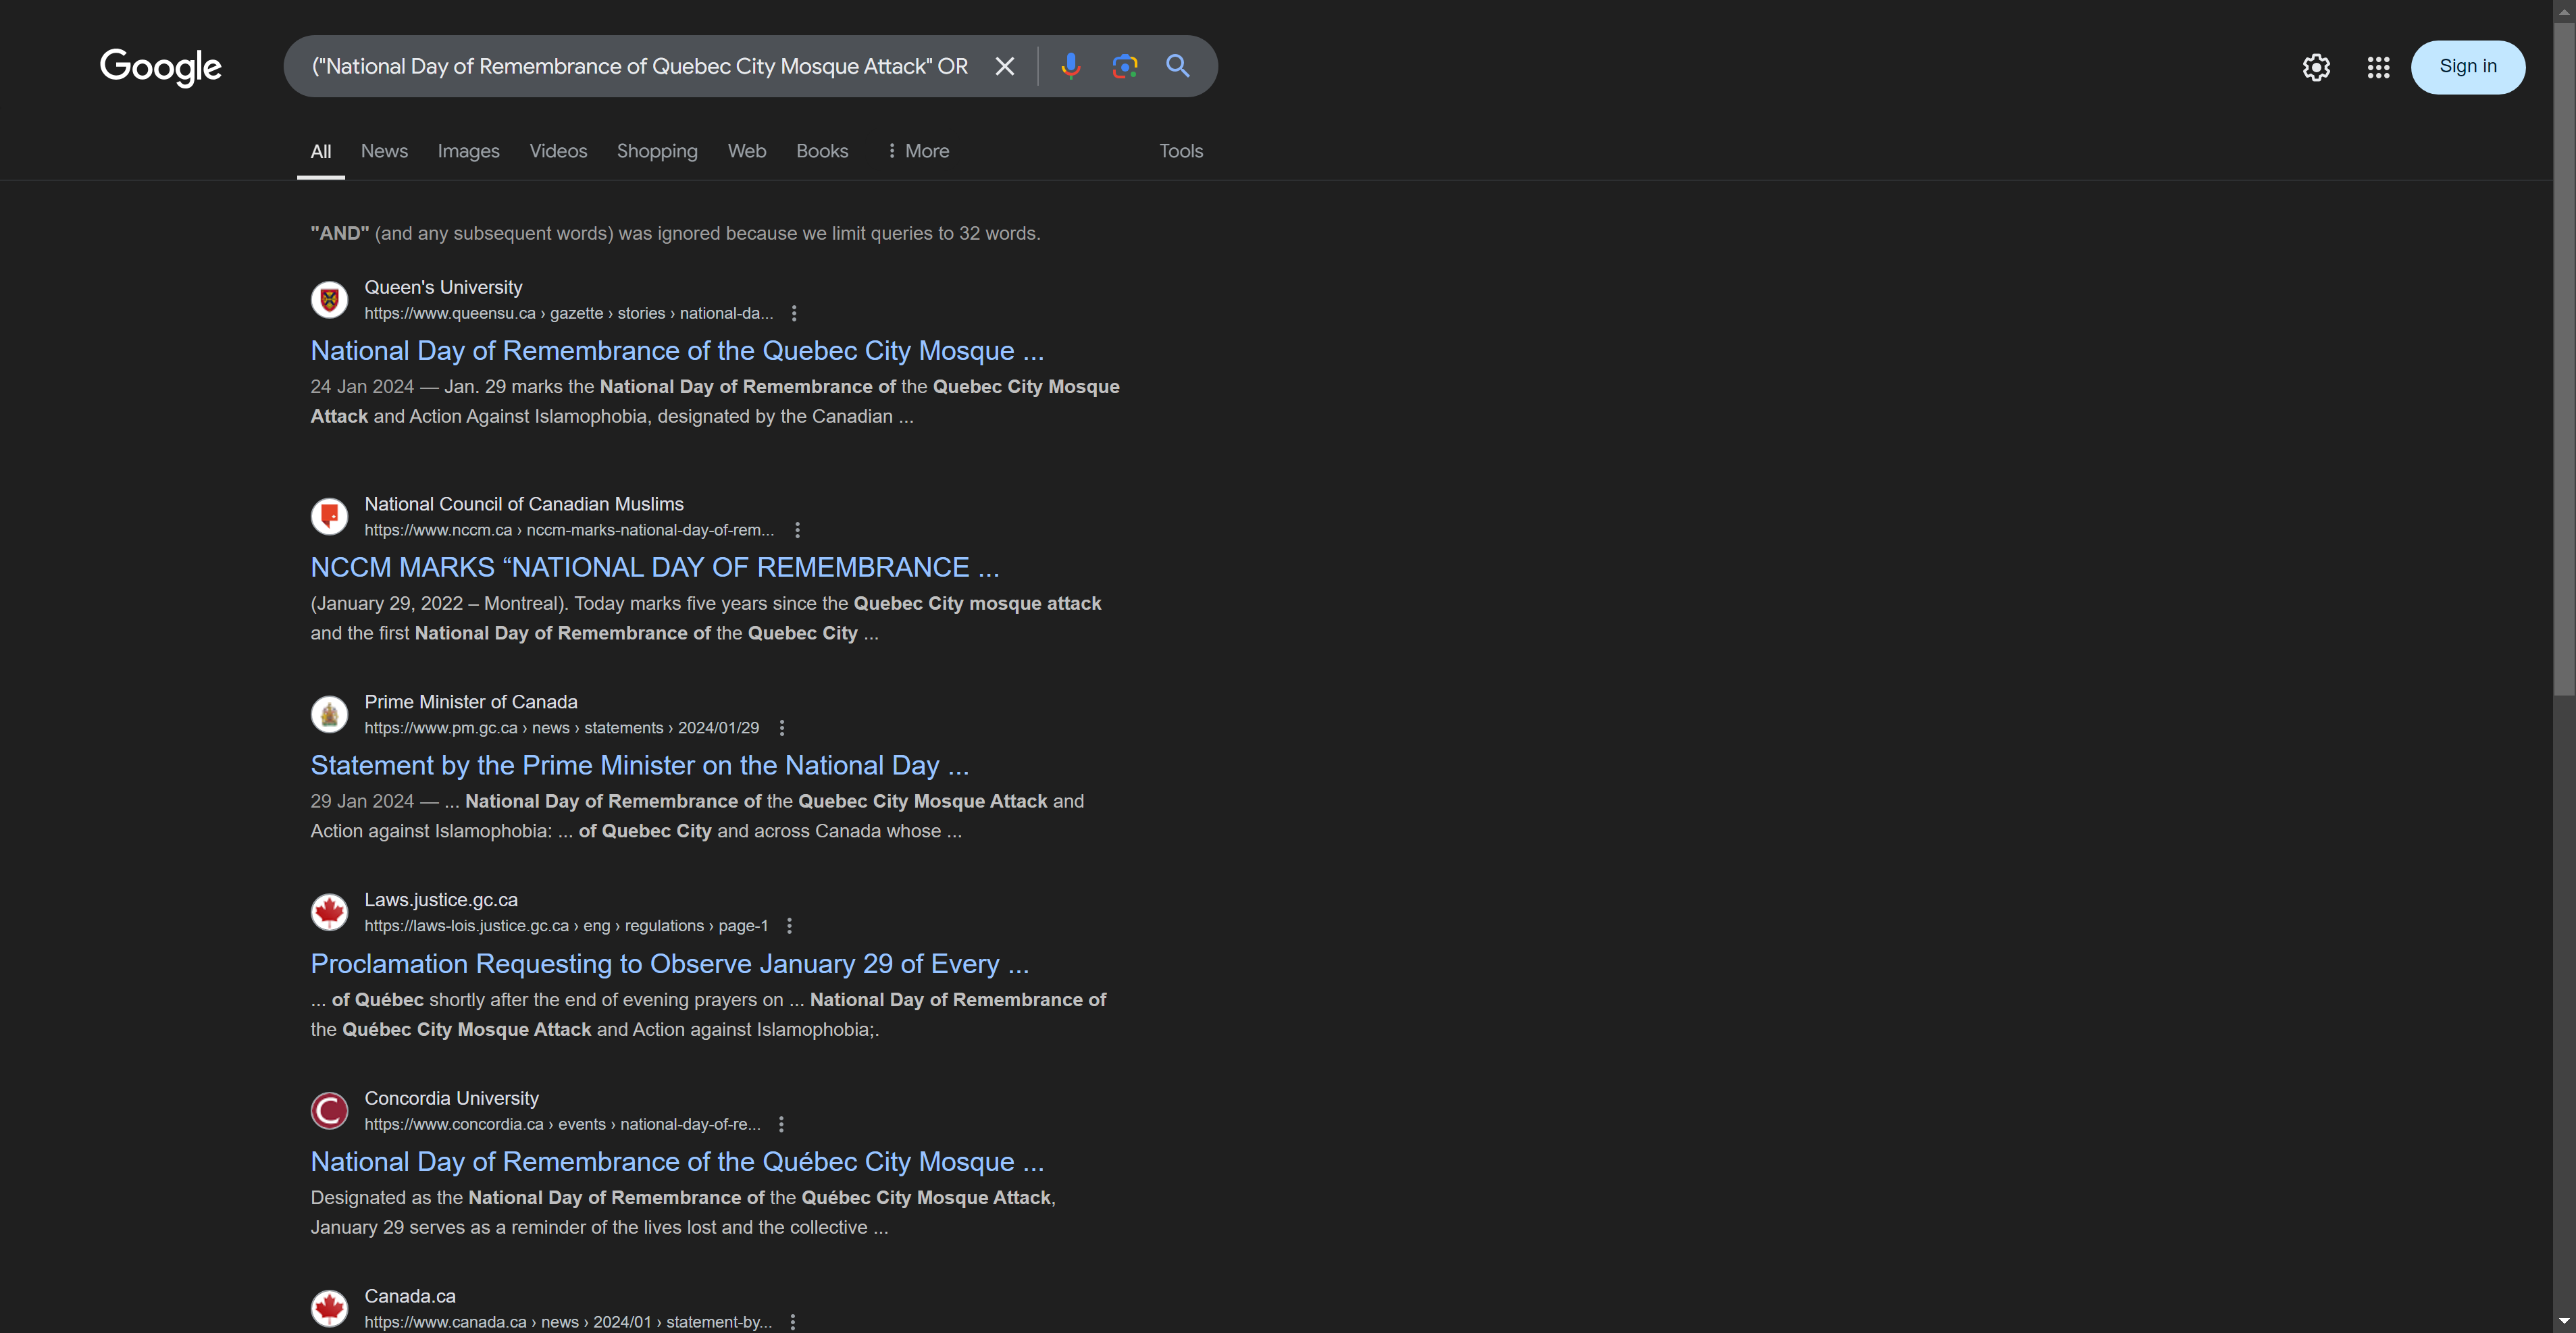 Google
("National Day of Remembrance of Quebec City Mosque Attack" OR
Sign in
All News Images Videos Shopping Web Books More Tools
"AND" (and any subsequent words) was ignored because we limit queries to 32 words.
Queen's University
https://www.queensu.ca › gazette › stories › national-da...
National Day of Remembrance of the Quebec City Mosque ...
24 Jan 2024 — Jan. 29 marks the National Day of Remembrance of the Quebec City Mosque
Attack and Action Against Islamophobia, designated by the Canadian ...
National Council of Canadian Muslims
https://www.nccm.ca › nccm-marks-national-day-of-rem...
NCCM MARKS “NATIONAL DAY OF REMEMBRANCE ...
(January 29, 2022 – Montreal). Today marks five years since the Quebec City mosque attack
and the first National Day of Remembrance of the Quebec City ...
Prime Minister of Canada
https://www.pm.gc.ca › news › statements › 2024/01/29
Statement by the Prime Minister on the National Day ...
29 Jan 2024 — ... National Day of Remembrance of the Quebec City Mosque Attack and
Action against Islamophobia: ... of Quebec City and across Canada whose ...
Laws.justice.gc.ca
https://laws-lois.justice.gc.ca › eng › regulations › page-1
Proclamation Requesting to Observe January 29 of Every ...
... of Québec shortly after the end of evening prayers on ... National Day of Remembrance of
the Québec City Mosque Attack and Action against Islamophobia;.
Concordia University
https://www.concordia.ca › events › national-day-of-re...
National Day of Remembrance of the Québec City Mosque ...
Designated as the National Day of Remembrance of the Québec City Mosque Attack,
January 29 serves as a reminder of the lives lost and the collective ...
Canada.ca
https://www.canada.ca › news › 2024/01 › statement-by...